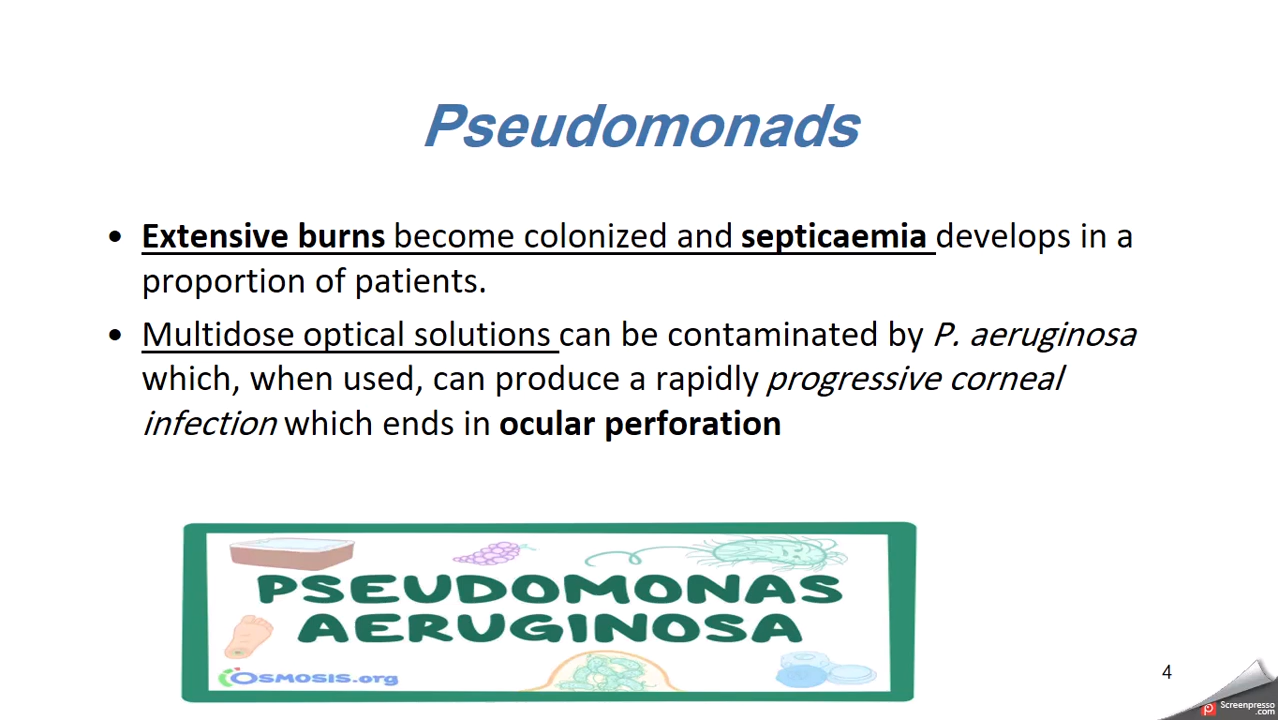 Pseudomonads
• Extensive burns become colonized and septicaemia develops in a
proportion of patients.
• Multidose optical solutions can be contaminated by P. aeruginosa
which, when used, can produce a rapidly progressive corneal
infection which ends in ocular perforation
PSEUDOMONAS
AERUGINOSA
OSMOSIS.org
4
Screenpresso
.com